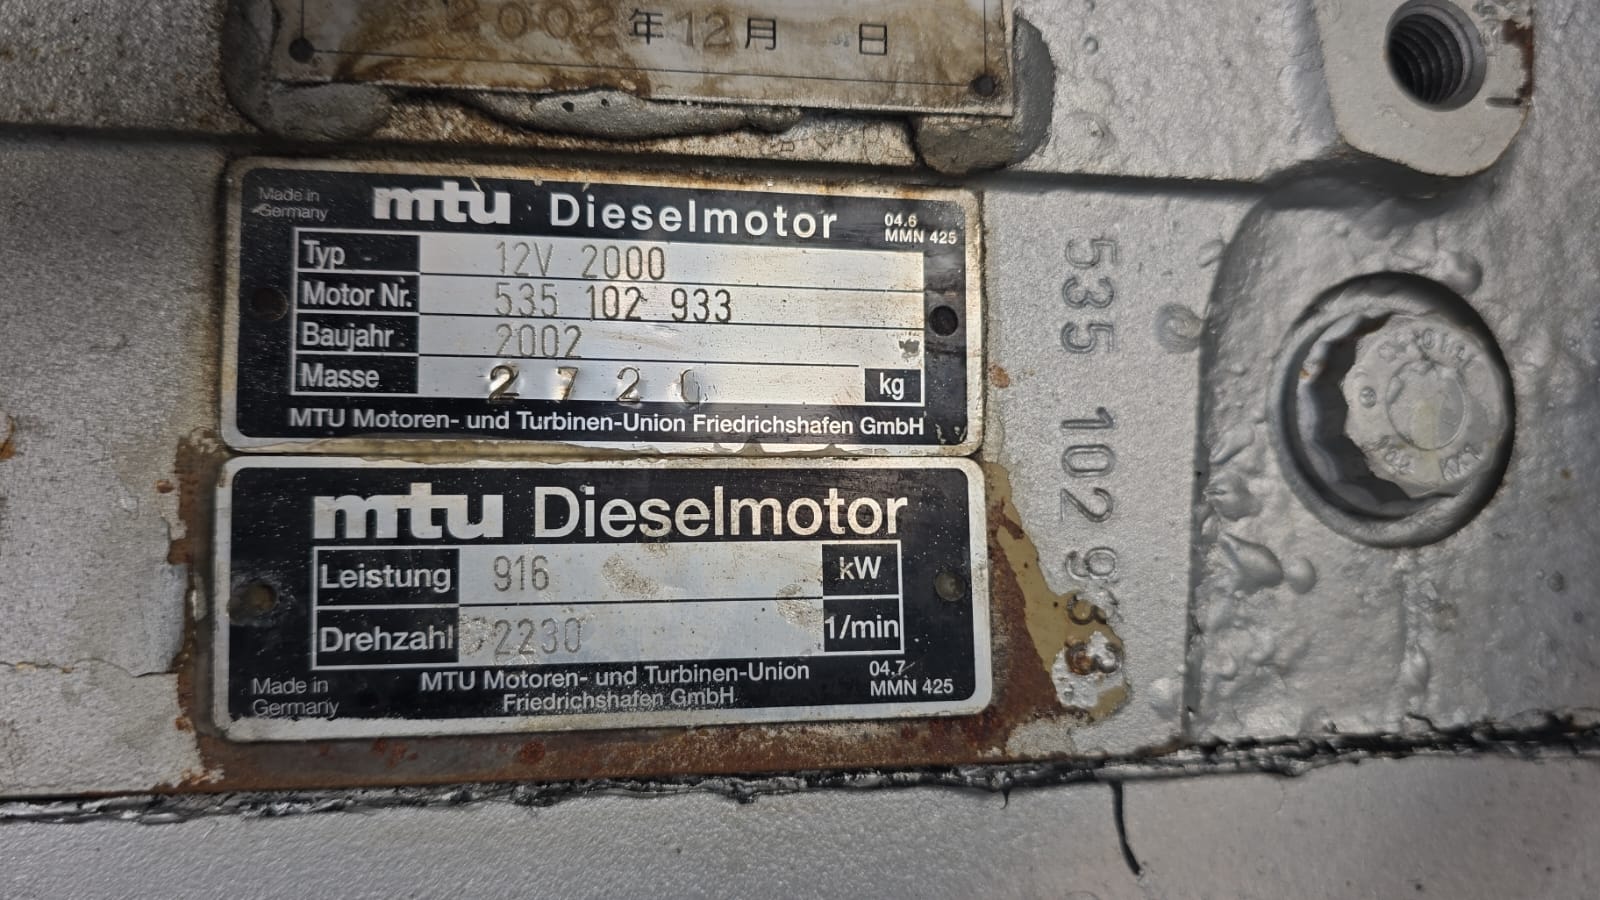 2002年12月 日
Made in Germany
mtu Dieselmotor
04.6
MMN 425
Typ 12V 2000
Motor Nr. 535 102 933
Baujahr 2002
Masse 2720 kg
MTU Motoren- und Turbinen-Union Friedrichshafen GmbH
mtu Dieselmotor
Leistung 916 kW
Drehzahl 2230 1/min
Made in Germany
MTU Motoren- und Turbinen-Union
Friedrichshafen GmbH
04.7
MMN 425
535 102 933